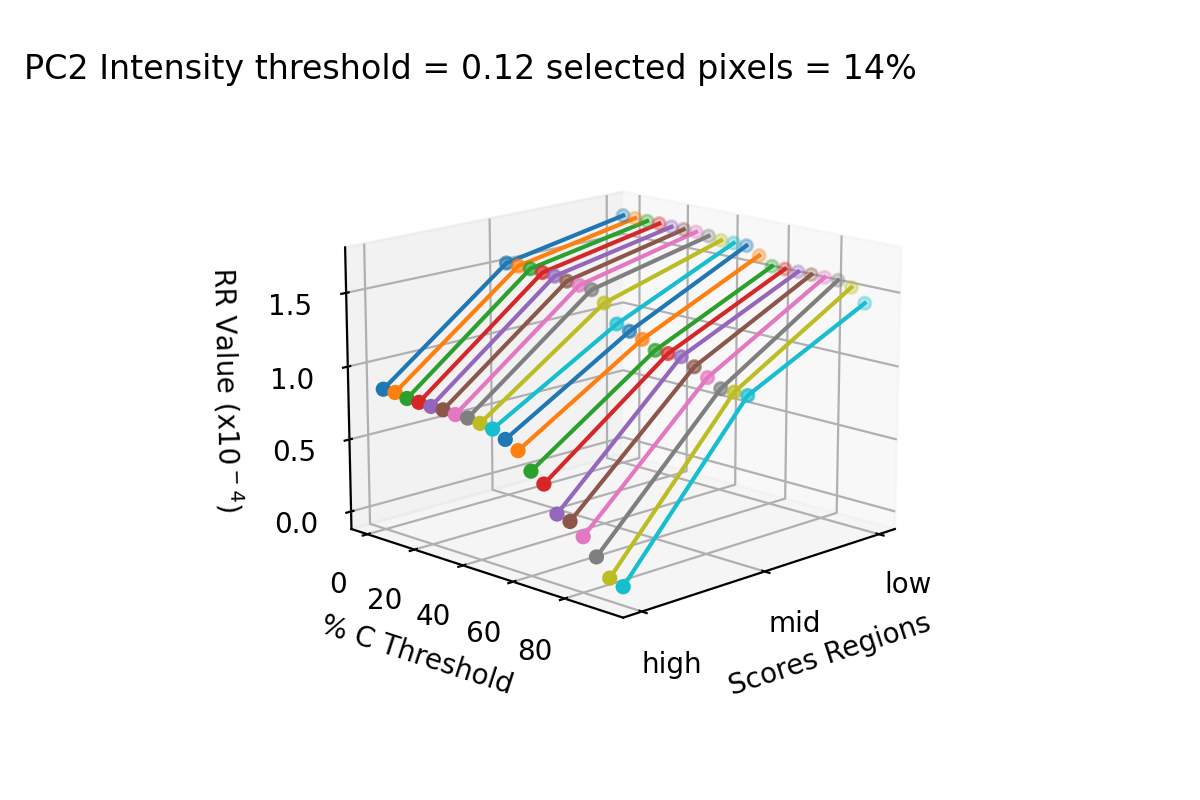 PC2 Intensity threshold = 0.12 selected pixels = 14%
RR Value (x10⁻⁴)
1.5
1.0
0.5
0.0
0
20
40
60
80
% C Threshold
high
mid
low
Scores Regions